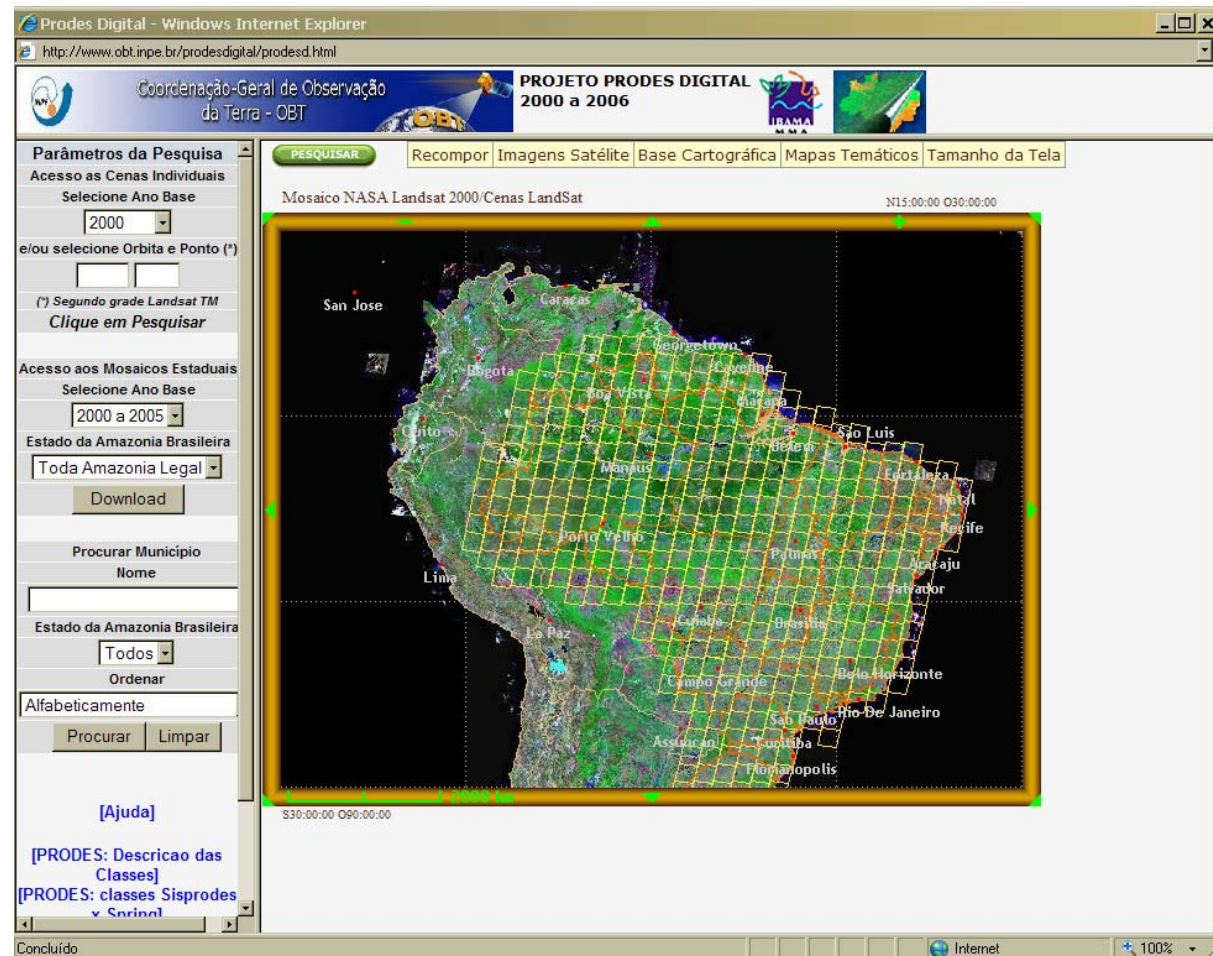 Prodes Digital - Windows Internet Explorer
http://www.obt.inpe.br/prodesdigital/prodesd.html
Coordenação-Geral de Observação
da Terra - OBT
OBT
PROJETO PRODES DIGITAL
2000 a 2006
IBAMA
M M A
Parâmetros da Pesquisa
Acesso as Cenas Individuais
Selecione Ano Base
2000
e/ou selecione Orbita e Ponto (*)
(*) Segundo grade Landsat TM
Clique em Pesquisar
Acesso aos Mosaicos Estaduais
Selecione Ano Base
2000 a 2005
Estado da Amazonia Brasileira
Toda Amazonia Legal
Download
Procurar Município
Nome
Estado da Amazonia Brasileira
Todos
Ordenar
Alfabeticamente
Procurar Limpar
[Ajuda]
[PRODES: Descricao das
Classes]
[PRODES: classes Sisprodes
x Spring]
PESQUISAR Recompor Imagens Satélite Base Cartográfica Mapas Temáticos Tamanho da Tela
Mosaico NASA Landsat 2000/Cenas LandSat
N15:00:00 O30:00:00
San Jose
Caracas
Georgetown
Bogota
Cayenne
Boa Vista
Macapa
Quito
Sao Luis
Belem
Manaus
Fortaleza
Natal
Recife
Porto Velho
Palmas
Aracaju
Lima
Salvador
Cuiaba
Brasilia
La Paz
Campo Grande
Belo Horizonte
Rio De Janeiro
Sao Paulo
Assuncao
Curitiba
Florianopolis
2000 km
S30:00:00 O90:00:00
Concluído
Internet
100%